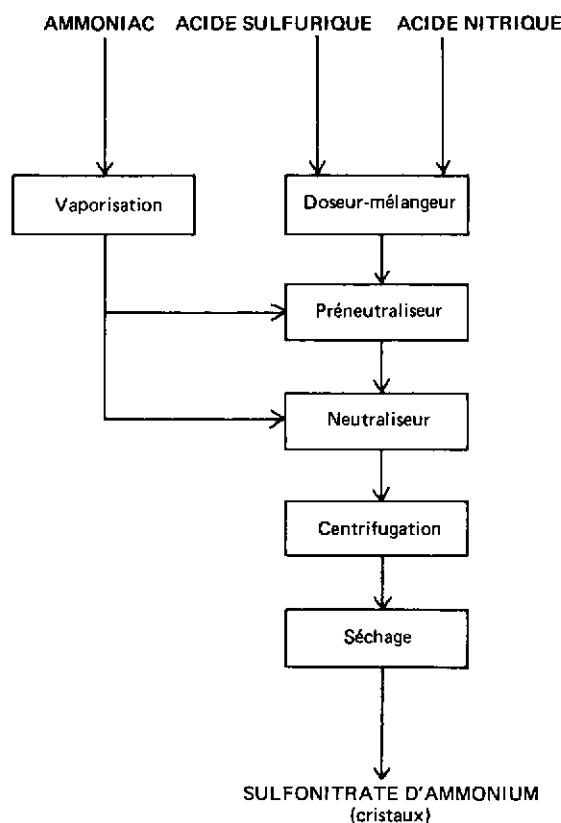 AMMONIAC ACIDE SULFURIQUE ACIDE NITRIQUE
Vaporisation
Doseur-mélangeur
Préneutraliseur
Neutraliseur
Centrifugation
Séchage
SULFONITRATE D'AMMONIUM
(cristaux)